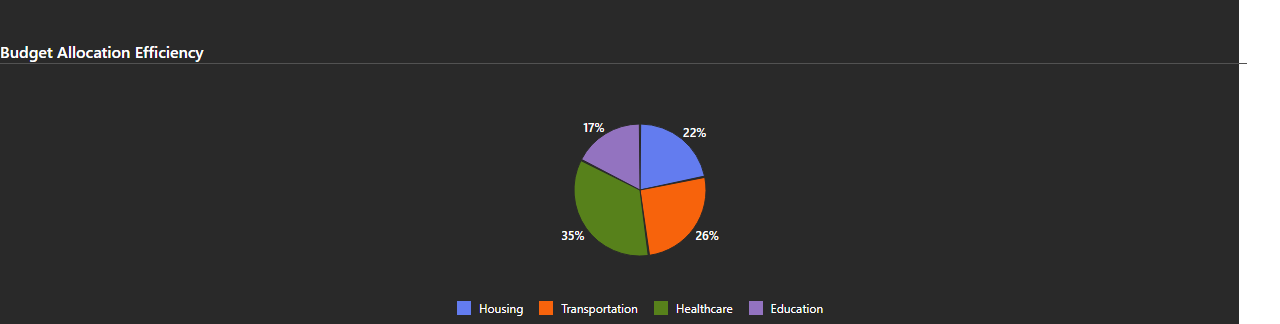 Budget Allocation Efficiency
17% 22%
35% 26%
Housing Transportation Healthcare Education